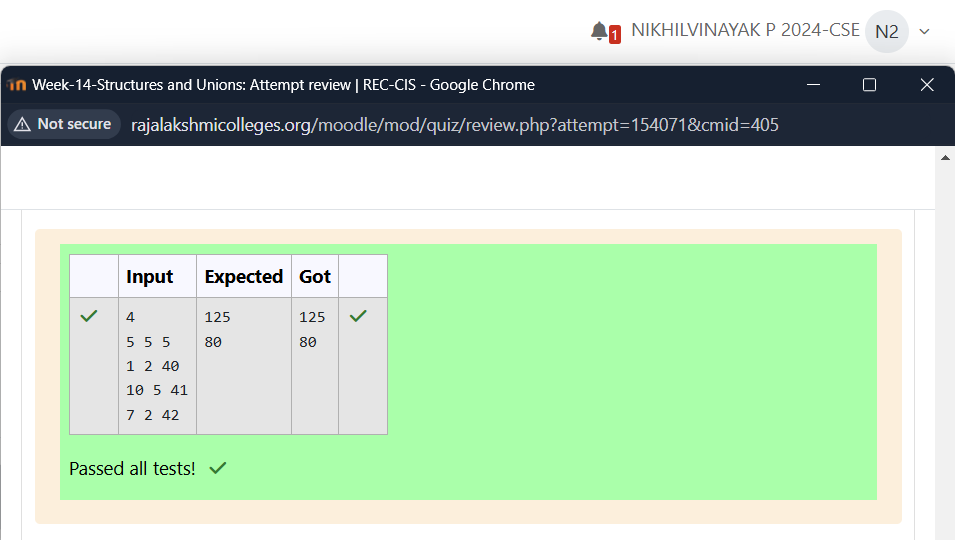 1 NIKHILVINAYAK P 2024-CSE N2
Week-14-Structures and Unions: Attempt review | REC-CIS - Google Chrome
Not secure rajalakshmicolleges.org/moodle/mod/quiz/review.php?attempt=154071&cmid=405
Input Expected Got
4 125 125
5 5 5 80 80
1 2 40
10 5 41
7 2 42
Passed all tests!